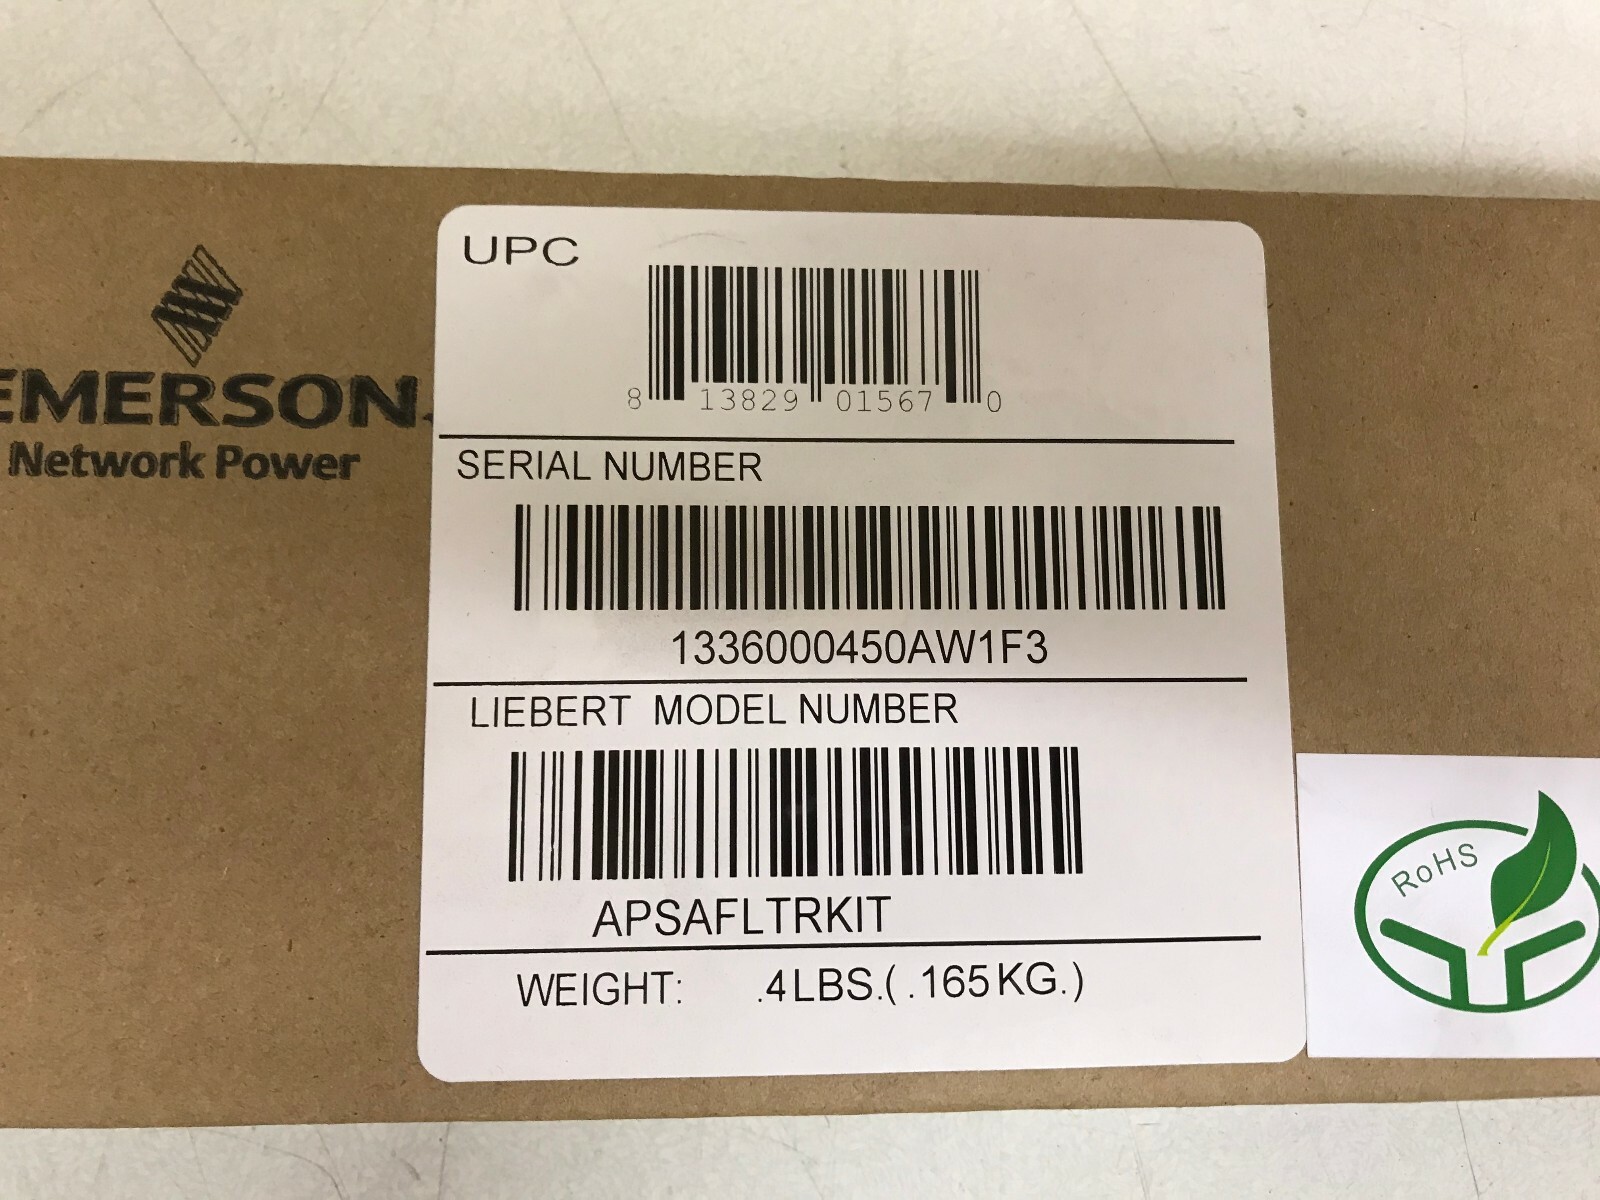 EMERSON
Network Power
UPC
8 13829 01567 0
SERIAL NUMBER
1336000450AW1F3
LIEBERT MODEL NUMBER
APSAFLTRKIT
WEIGHT: .4LBS.( .165KG.)
RoHS